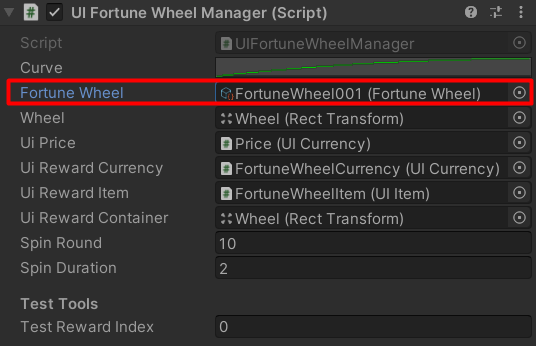 UI Fortune Wheel Manager (Script)
Script UIFortuneWheelManager
Curve
Fortune Wheel FortuneWheel001 (Fortune Wheel)
Wheel Wheel (Rect Transform)
Ui Price Price (UI Currency)
Ui Reward Currency FortuneWheelCurrency (UI Currency)
Ui Reward Item FortuneWheelItem (UI Item)
Ui Reward Container Wheel (Rect Transform)
Spin Round 10
Spin Duration 2
Test Tools
Test Reward Index 0